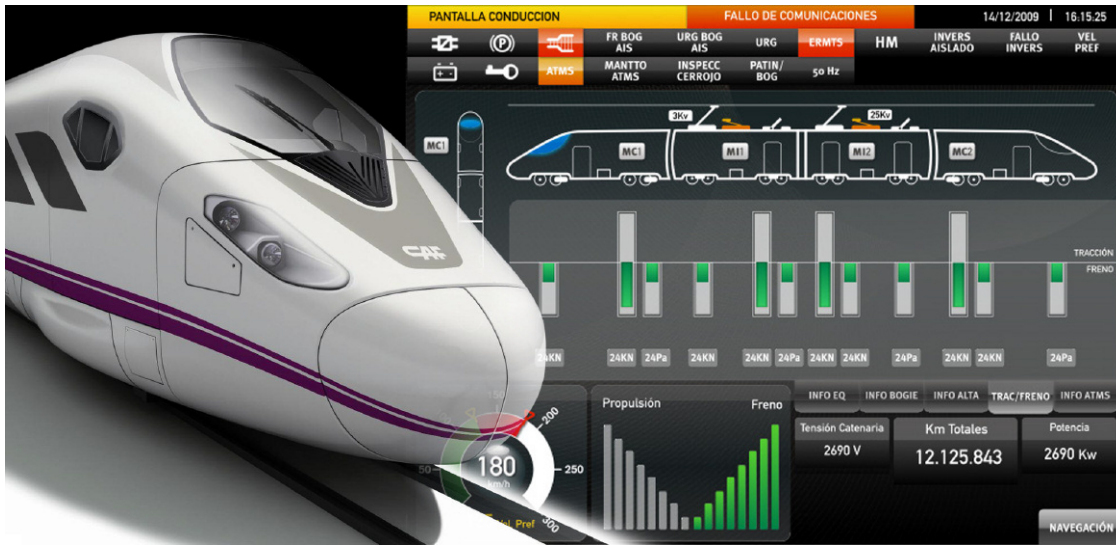 PANTALLA CONDUCCION
FALLO DE COMUNICACIONES
14/12/2009 | 16:15:25
(P)
FR BOG
AIS
URG BOG
AIS
URG
ERMTS
HM
INVERS
AISLADO
FALLO
INVERS
VEL
PREF
ATMS
MANTTO
ATMS
INSPECC
CERROJO
PATIN/
BOG
50 Hz
3Kv
25Kv
MC1
MC1
MI1
MI2
MC2
CAF
TRACCIÓN
FRENO
24KN 24KN 24Pa 24KN 24KN 24Pa 24KN 24KN 24Pa 24KN 24KN 24Pa
150
200
50
180
km/h
250
300
Vel Pref
Propulsión
Freno
INFO EQ
INFO BOGIE
INFO ALTA
TRAC/FRENO
INFO ATMS
Tensión Catenaria
2690 V
Km Totales
12.125.843
Potencia
2690 Kw
NAVEGACIÓN